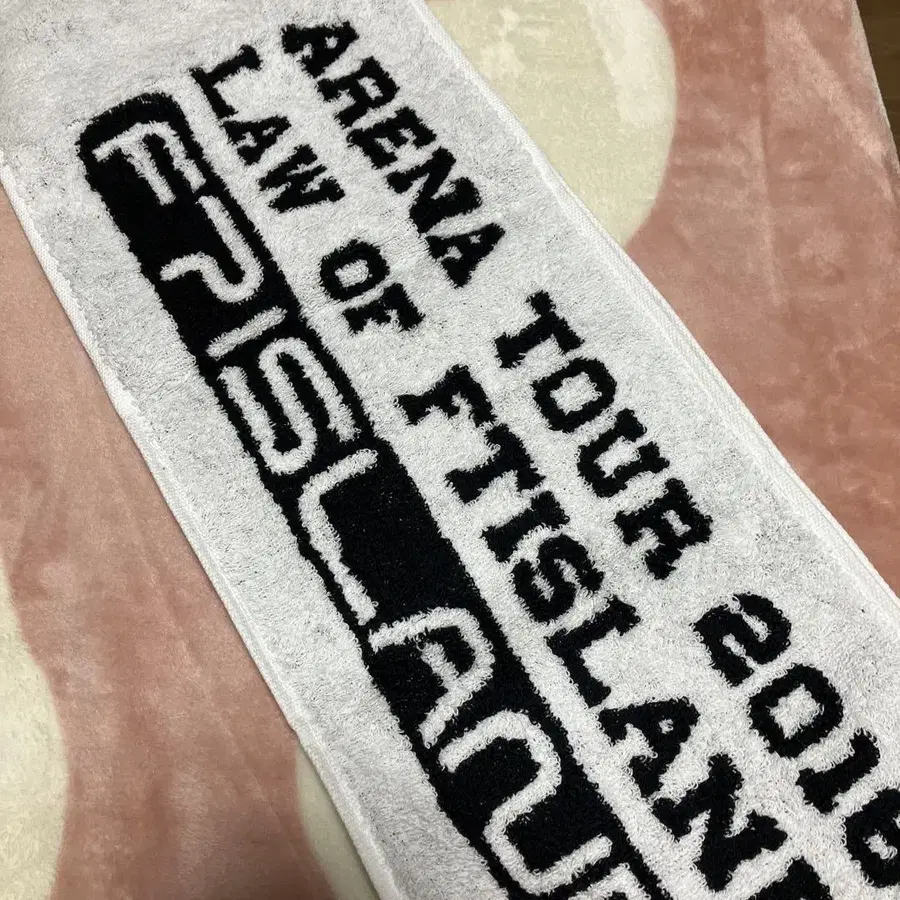 ARENA TOUR 2016
LAW OF FTISLAND
FTISLAND